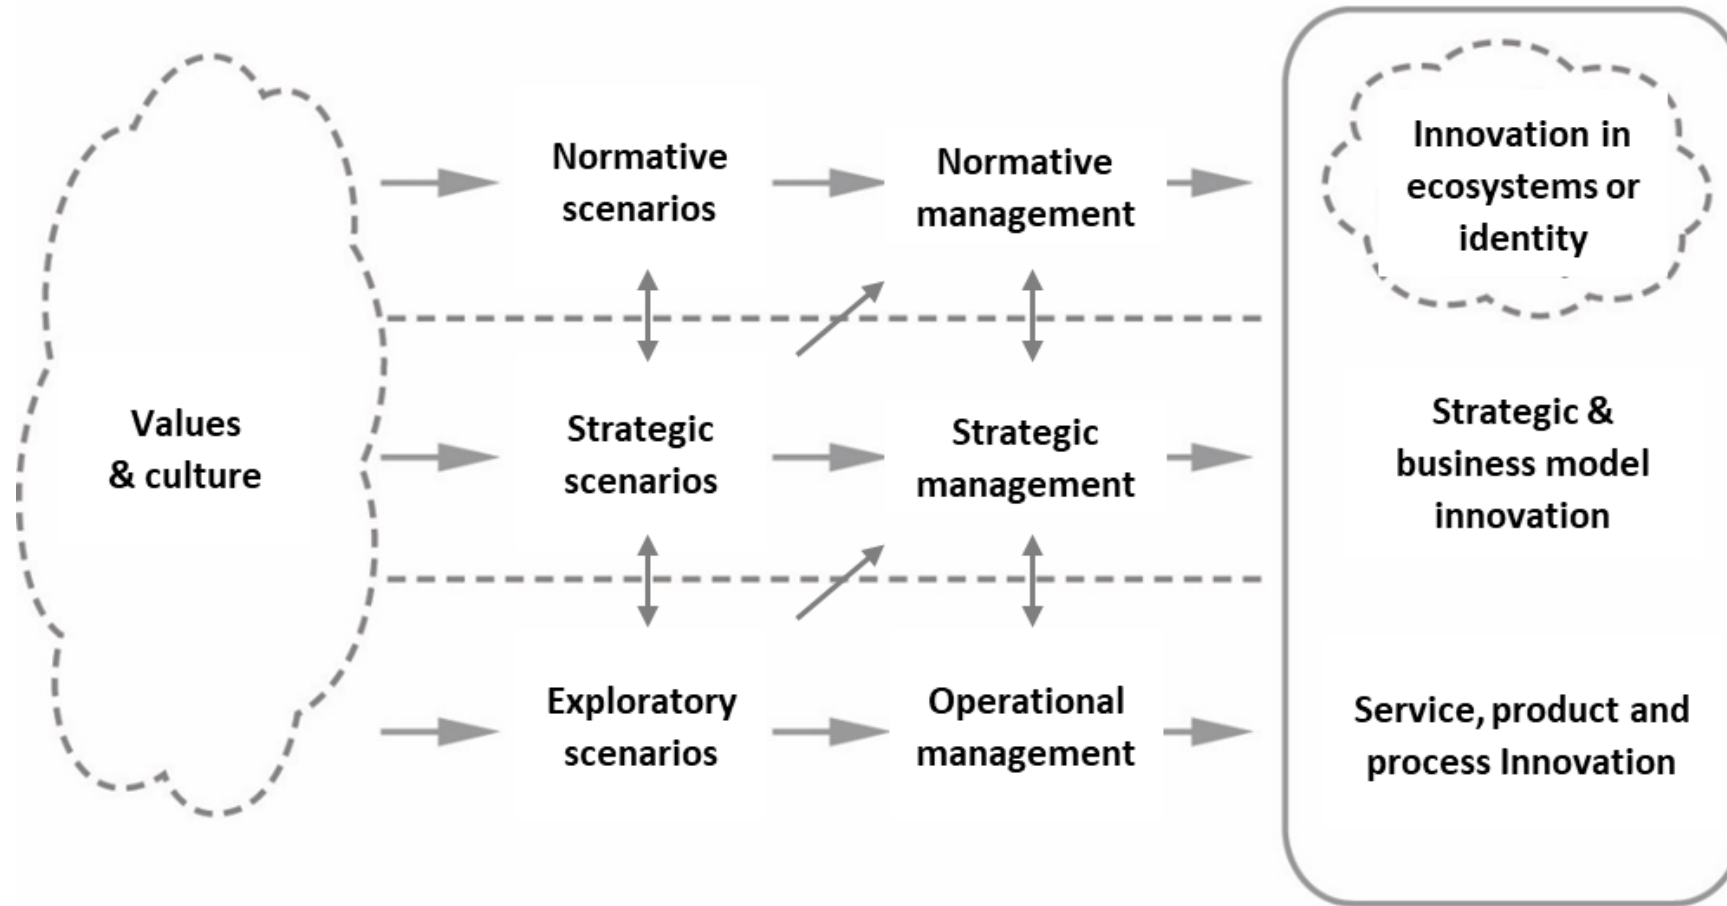 Normative
scenarios
Normative
management
Innovation in
ecosystems or
identity
Values
& culture
Strategic
scenarios
Strategic
management
Strategic &
business model
innovation
Exploratory
scenarios
Operational
management
Service, product and
process Innovation